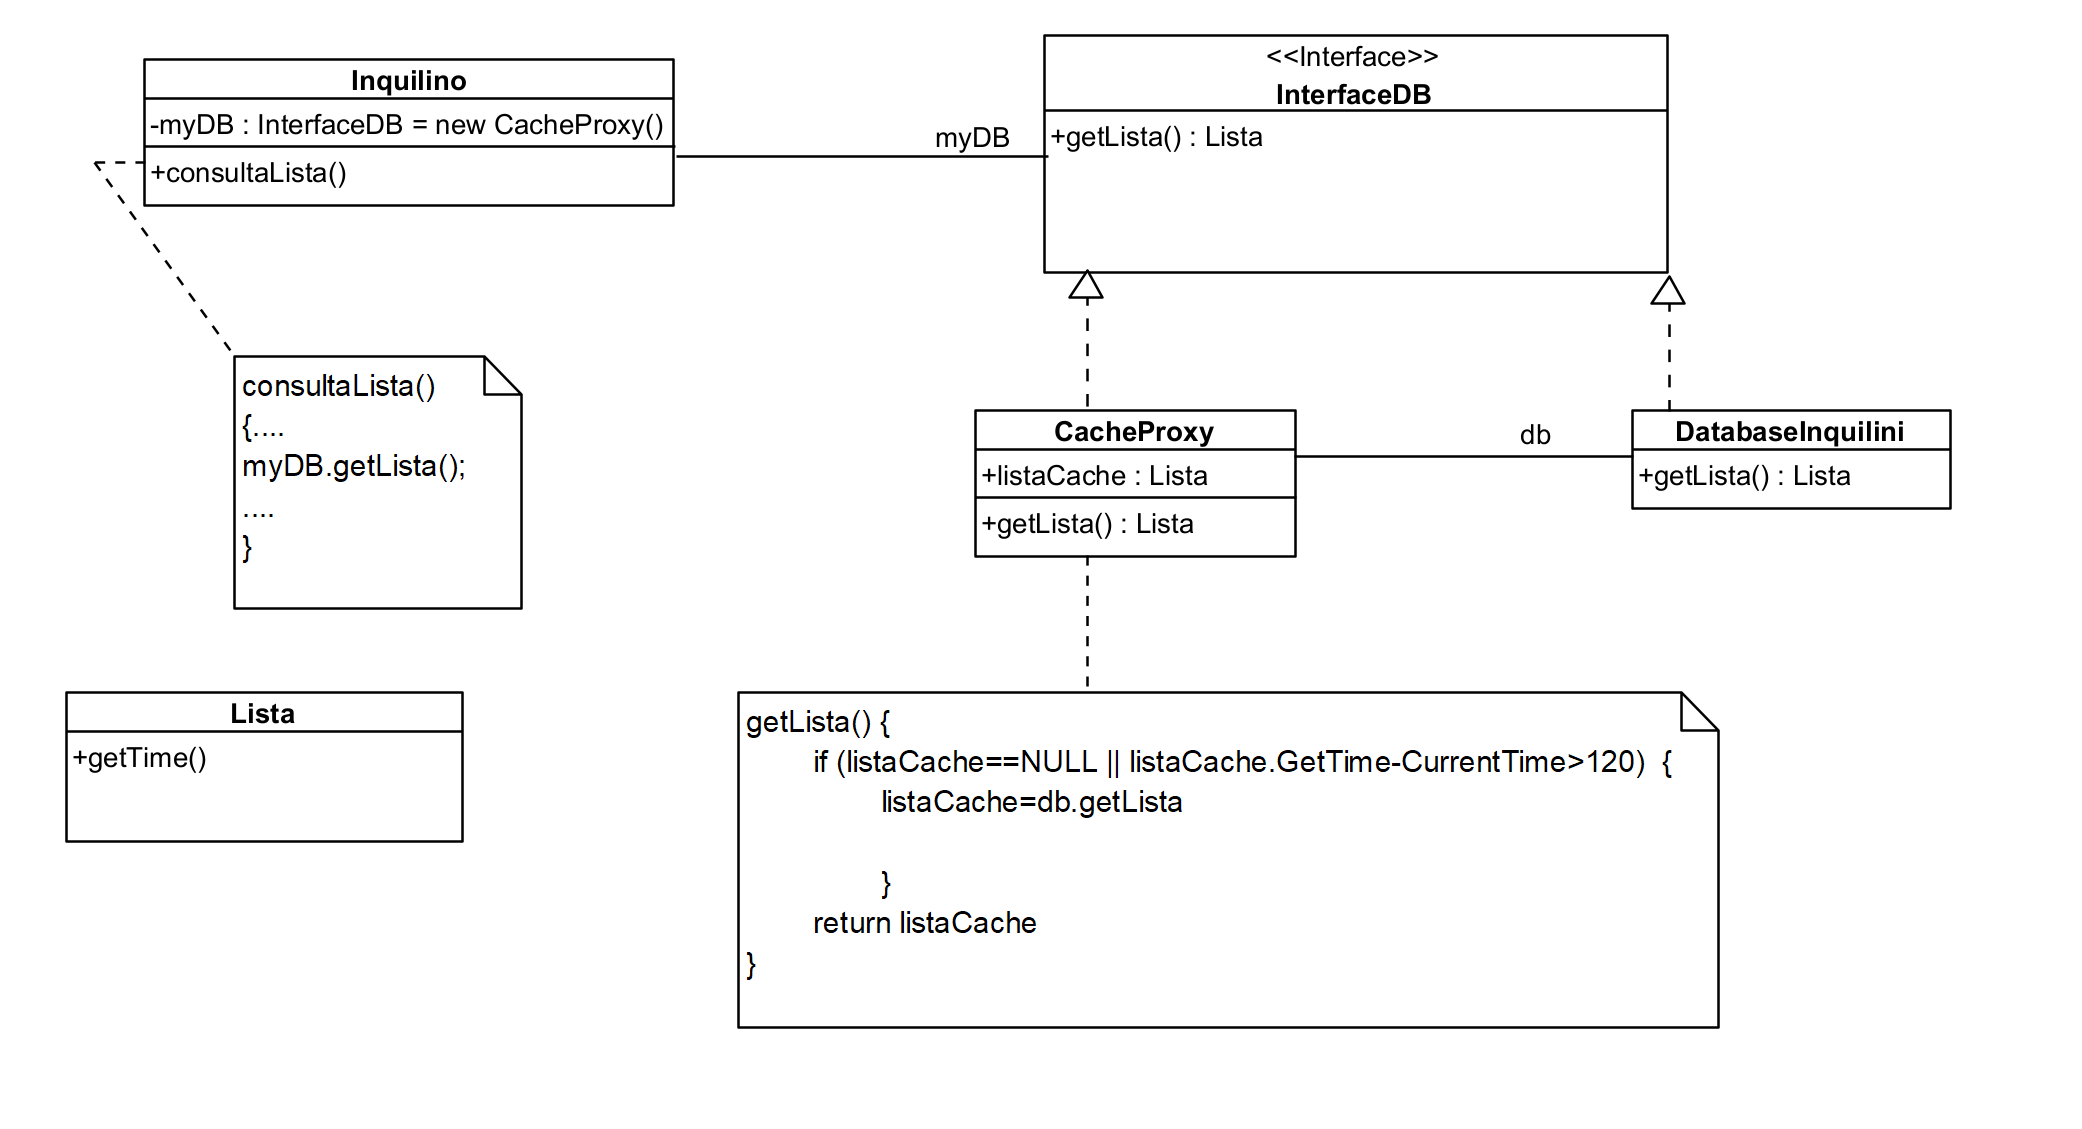 Inquilino
-myDB : InterfaceDB = new CacheProxy()
+consultaLista()
myDB
<<Interface>>
InterfaceDB
+getLista() : Lista
consultaLista()
{....
myDB.getLista();
....
}
CacheProxy
+listaCache : Lista
+getLista() : Lista
db
DatabaseInquilini
+getLista() : Lista
Lista
+getTime()
getLista() {
if (listaCache==NULL || listaCache.GetTime-CurrentTime>120) {
listaCache=db.getLista
}
return listaCache
}